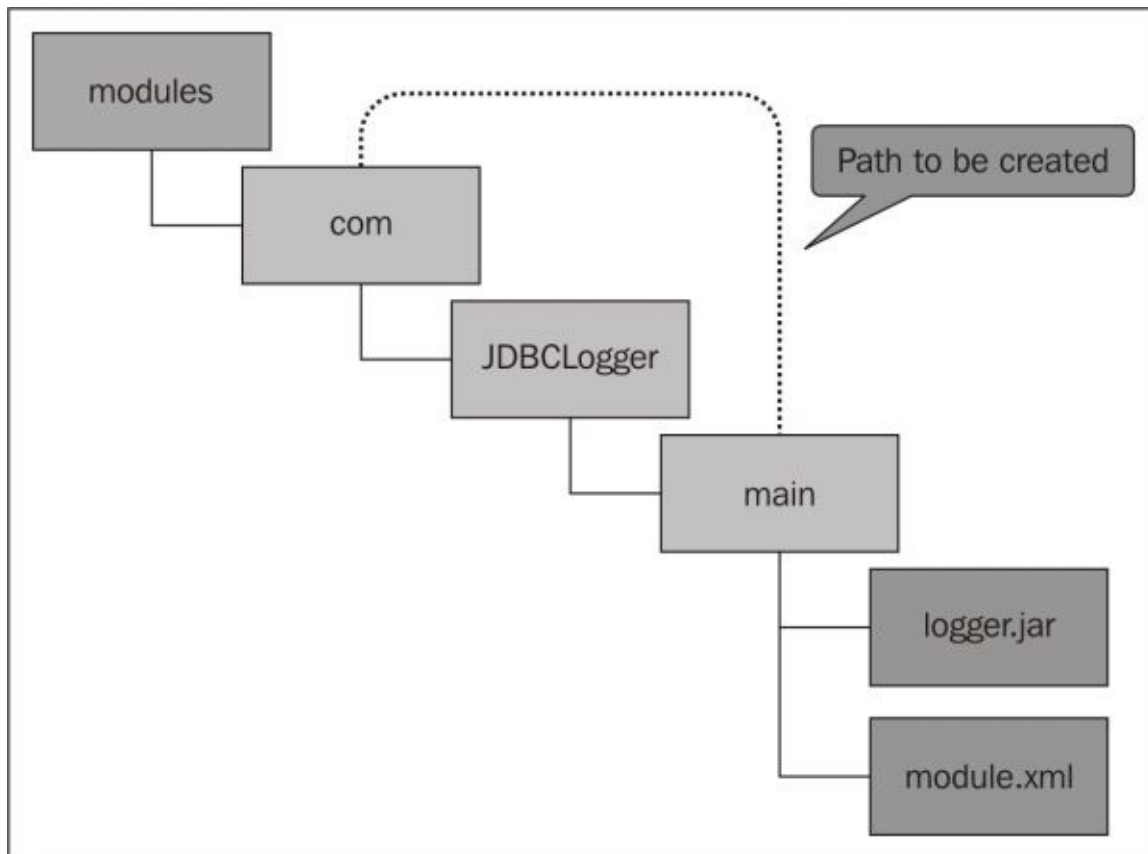 modules
com
Path to be created
JDBCLogger
main
logger.jar
module.xml